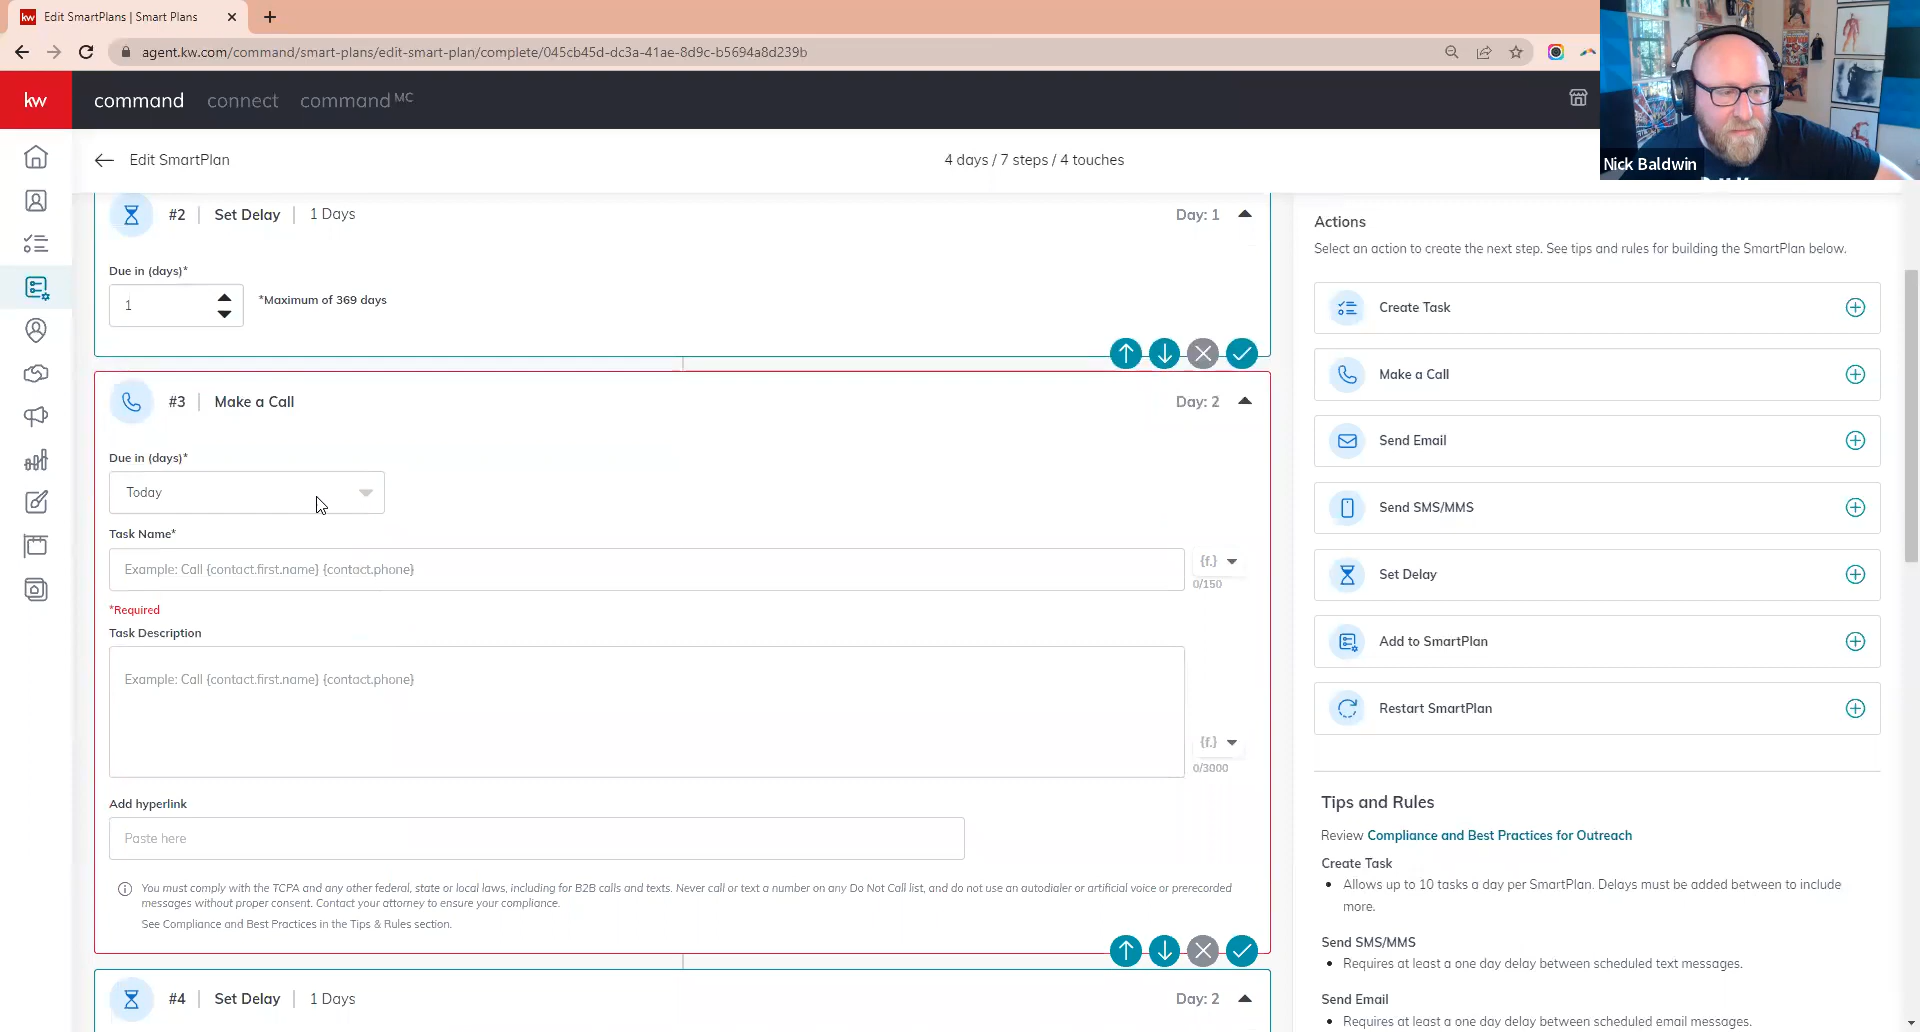 kw Edit SmartPlans | Smart Plans
agent.kw.com/command/smart-plans/edit-smart-plan/complete/045cb45d-dc3a-41ae-8d9c-b5694a8d239b
kw command connect command MC
Nick Baldwin
Edit SmartPlan
4 days / 7 steps / 4 touches
#2 | Set Delay | 1 Days
Day: 1
Due in (days)*
1
*Maximum of 369 days
#3 | Make a Call
Day: 2
Due in (days)*
Today
Task Name*
Example: Call {contact.first.name} {contact.phone}
{f.}
0/150
*Required
Task Description
Example: Call {contact.first.name} {contact.phone}
{f.}
0/3000
Add hyperlink
Paste here
You must comply with the TCPA and any other federal, state or local laws, including for B2B calls and texts. Never call or text a number on any Do Not Call list, and do not use an autodialer or artificial voice or prerecorded
messages without proper consent. Contact your attorney to ensure your compliance.
See Compliance and Best Practices in the Tips & Rules section.
#4 | Set Delay | 1 Days
Day: 2
Actions
Select an action to create the next step. See tips and rules for building the SmartPlan below.
Create Task
Make a Call
Send Email
Send SMS/MMS
Set Delay
Add to SmartPlan
Restart SmartPlan
Tips and Rules
Review Compliance and Best Practices for Outreach
Create Task
• Allows up to 10 tasks a day per SmartPlan. Delays must be added between to include
more.
Send SMS/MMS
• Requires at least a one day delay between scheduled text messages.
Send Email
• Requires at least a one day delay between scheduled email messages.